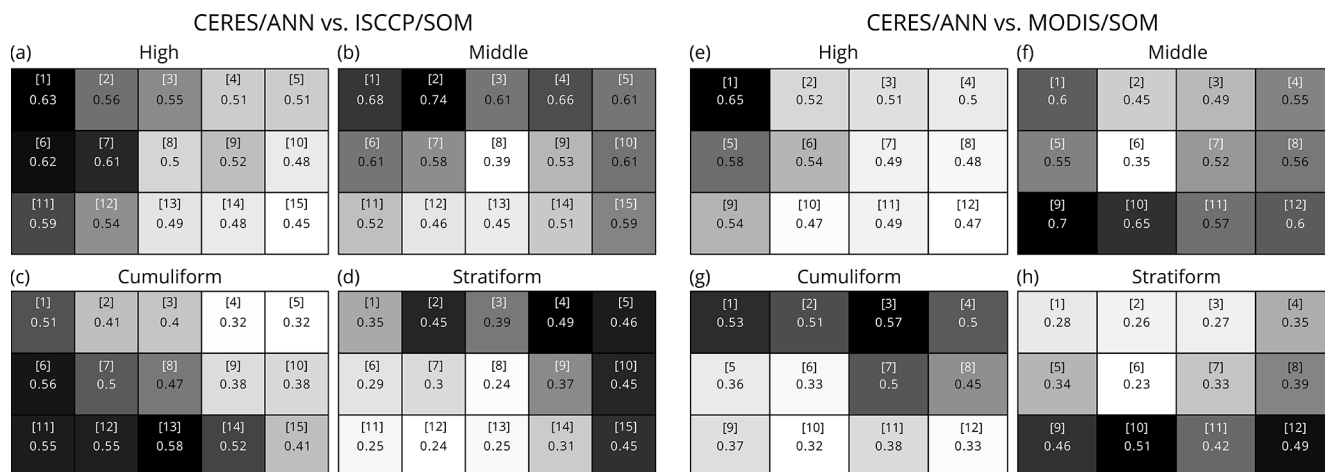 CERES/ANN vs. ISCCP/SOM
(a) High
[1] [2] [3] [4] [5]
0.63 0.56 0.55 0.51 0.51
[6] [7] [8] [9] [10]
0.62 0.61 0.5 0.52 0.48
[11] [12] [13] [14] [15]
0.59 0.54 0.49 0.48 0.45
(b) Middle
[1] [2] [3] [4] [5]
0.68 0.74 0.61 0.66 0.61
[6] [7] [8] [9] [10]
0.61 0.58 0.39 0.53 0.61
[11] [12] [13] [14] [15]
0.52 0.46 0.45 0.51 0.59
(c) Cumuliform
[1] [2] [3] [4] [5]
0.51 0.41 0.4 0.32 0.32
[6] [7] [8] [9] [10]
0.56 0.5 0.47 0.38 0.38
[11] [12] [13] [14] [15]
0.55 0.55 0.58 0.52 0.41
(d) Stratiform
[1] [2] [3] [4] [5]
0.35 0.45 0.39 0.49 0.46
[6] [7] [8] [9] [10]
0.29 0.3 0.24 0.37 0.45
[11] [12] [13] [14] [15]
0.25 0.24 0.25 0.31 0.45
CERES/ANN vs. MODIS/SOM
(e) High
[1] [2] [3] [4]
0.65 0.52 0.51 0.5
[5] [6] [7] [8]
0.58 0.54 0.49 0.48
[9] [10] [11] [12]
0.54 0.47 0.49 0.47
(f) Middle
[1] [2] [3] [4]
0.6 0.45 0.49 0.55
[5] [6] [7] [8]
0.55 0.35 0.52 0.56
[9] [10] [11] [12]
0.7 0.65 0.57 0.6
(g) Cumuliform
[1] [2] [3] [4]
0.53 0.51 0.57 0.5
[5 [6] [7] [8]
0.36 0.33 0.5 0.45
[9] [10] [11] [12]
0.37 0.32 0.38 0.33
(h) Stratiform
[1] [2] [3] [4]
0.28 0.26 0.27 0.35
[5] [6] [7] [8]
0.34 0.23 0.33 0.39
[9] [10] [11] [12]
0.46 0.51 0.42 0.49